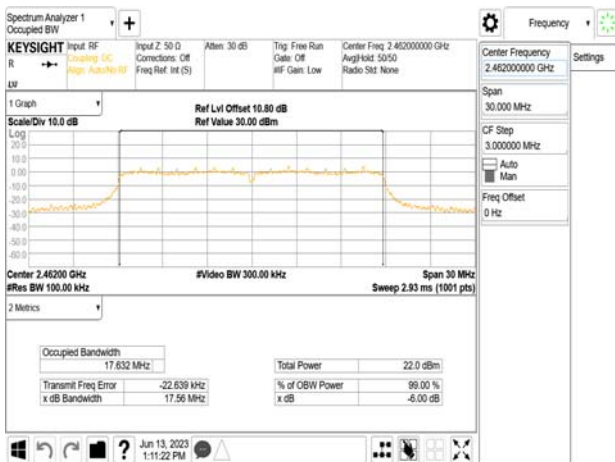 Spectrum Analyzer 1
Occupied BW
+
Frequency
Settings
KEYSIGHT
R
LVI
Input: RF
Coupling: DC
Align: Auto/No RF
Input Z: 50 Ω
Corrections: Off
Freq Ref: Int (S)
Atten: 30 dB
Trig: Free Run
Gate: Off
#IF Gain: Low
Center Freq: 2.462000000 GHz
Avg|Hold: 50/50
Radio Std: None
Center Frequency
2.462000000 GHz
Span
30.000 MHz
CF Step
3.000000 MHz
Auto
Man
Freq Offset
0 Hz
1 Graph
Scale/Div 10.0 dB
Ref Lvl Offset 10.80 dB
Ref Value 30.00 dBm
Log
20.0
10.0
0.00
-10.0
-20.0
-30.0
-40.0
-50.0
-60.0
Center 2.46200 GHz
#Res BW 100.00 kHz
#Video BW 300.00 kHz
Span 30 MHz
Sweep 2.93 ms (1001 pts)
2 Metrics
Occupied Bandwidth
17.632 MHz
Transmit Freq Error -22.639 kHz
x dB Bandwidth 17.56 MHz
Total Power 22.0 dBm
% of OBW Power 99.00 %
x dB -6.00 dB
?
Jun 13, 2023
1:11:22 PM